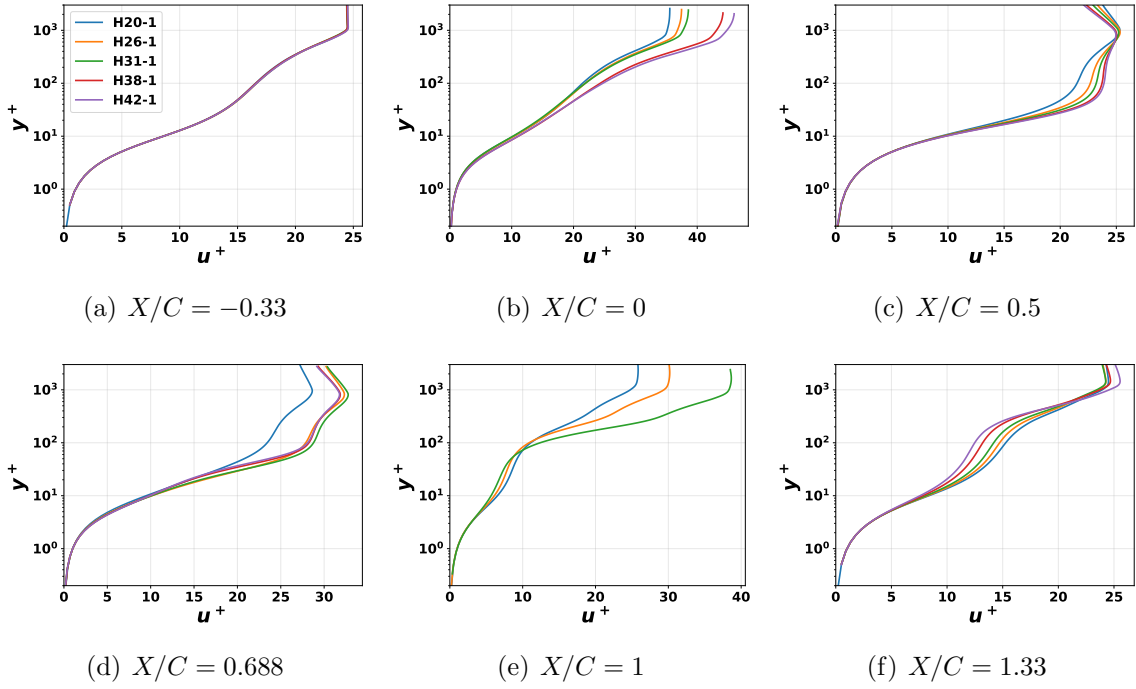 H20-1
H26-1
H31-1
H38-1
H42-1
10³
10²
10¹
10⁰
y⁺
0 5 10 15 20 25
u⁺
(a) X/C = −0.33
10³
10²
10¹
10⁰
y⁺
0 10 20 30 40
u⁺
(b) X/C = 0
10³
10²
10¹
10⁰
y⁺
0 5 10 15 20 25
u⁺
(c) X/C = 0.5
10³
10²
10¹
10⁰
y⁺
0 5 10 15 20 25 30
u⁺
(d) X/C = 0.688
10³
10²
10¹
10⁰
y⁺
0 10 20 30 40
u⁺
(e) X/C = 1
10³
10²
10¹
10⁰
y⁺
0 5 10 15 20 25
u⁺
(f) X/C = 1.33